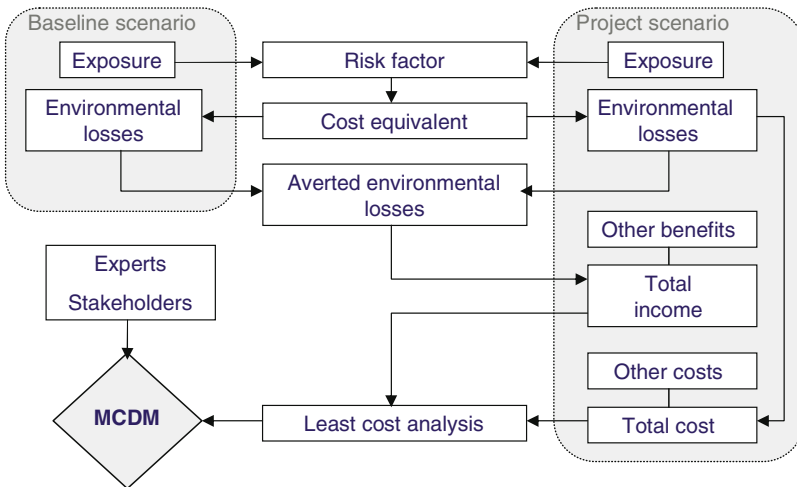 Baseline scenario
Project scenario
Exposure
Risk factor
Exposure
Environmental
losses
Cost equivalent
Environmental
losses
Averted environmental
losses
Other benefits
Experts
Stakeholders
Total
income
Other costs
MCDM
Least cost analysis
Total cost